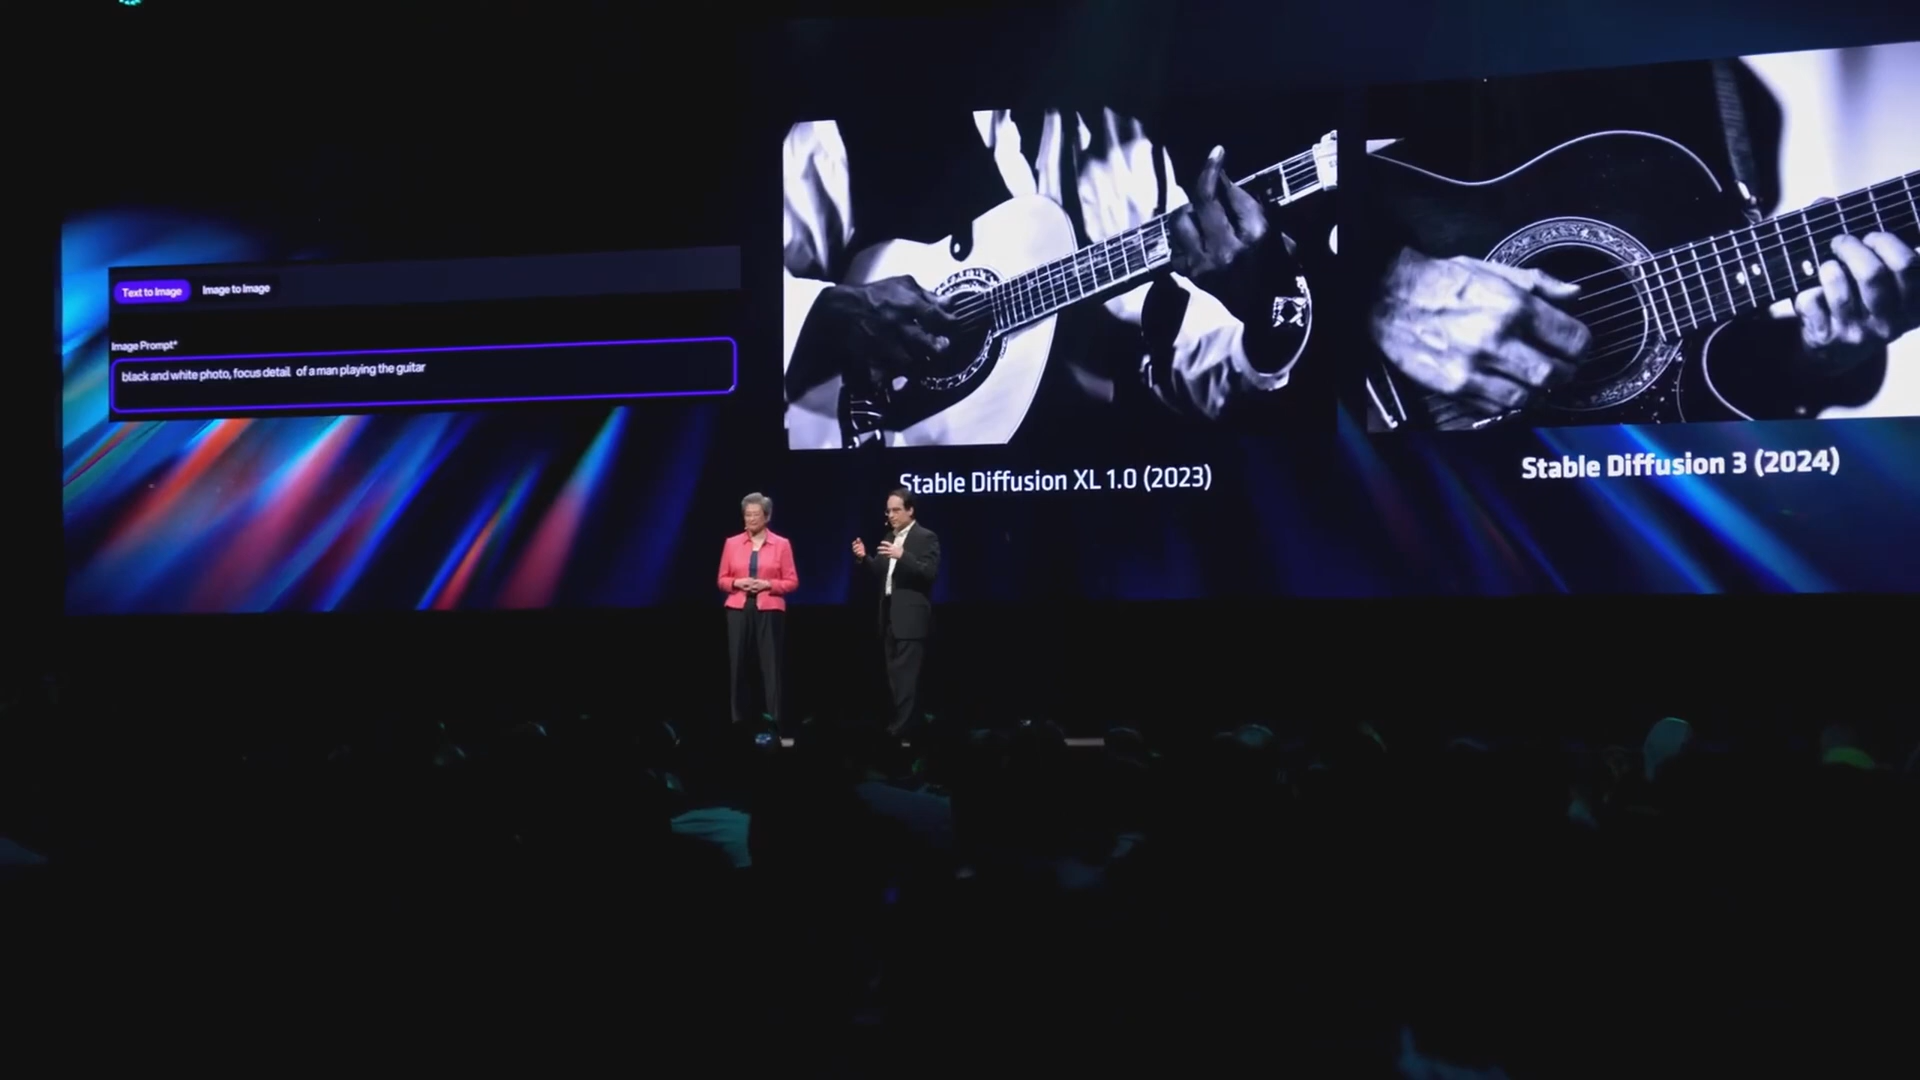 Text to Image
Image to Image
Image Prompt*
black and white photo, focus detail of a man playing the guitar
Stable Diffusion XL 1.0 (2023)
Stable Diffusion 3 (2024)